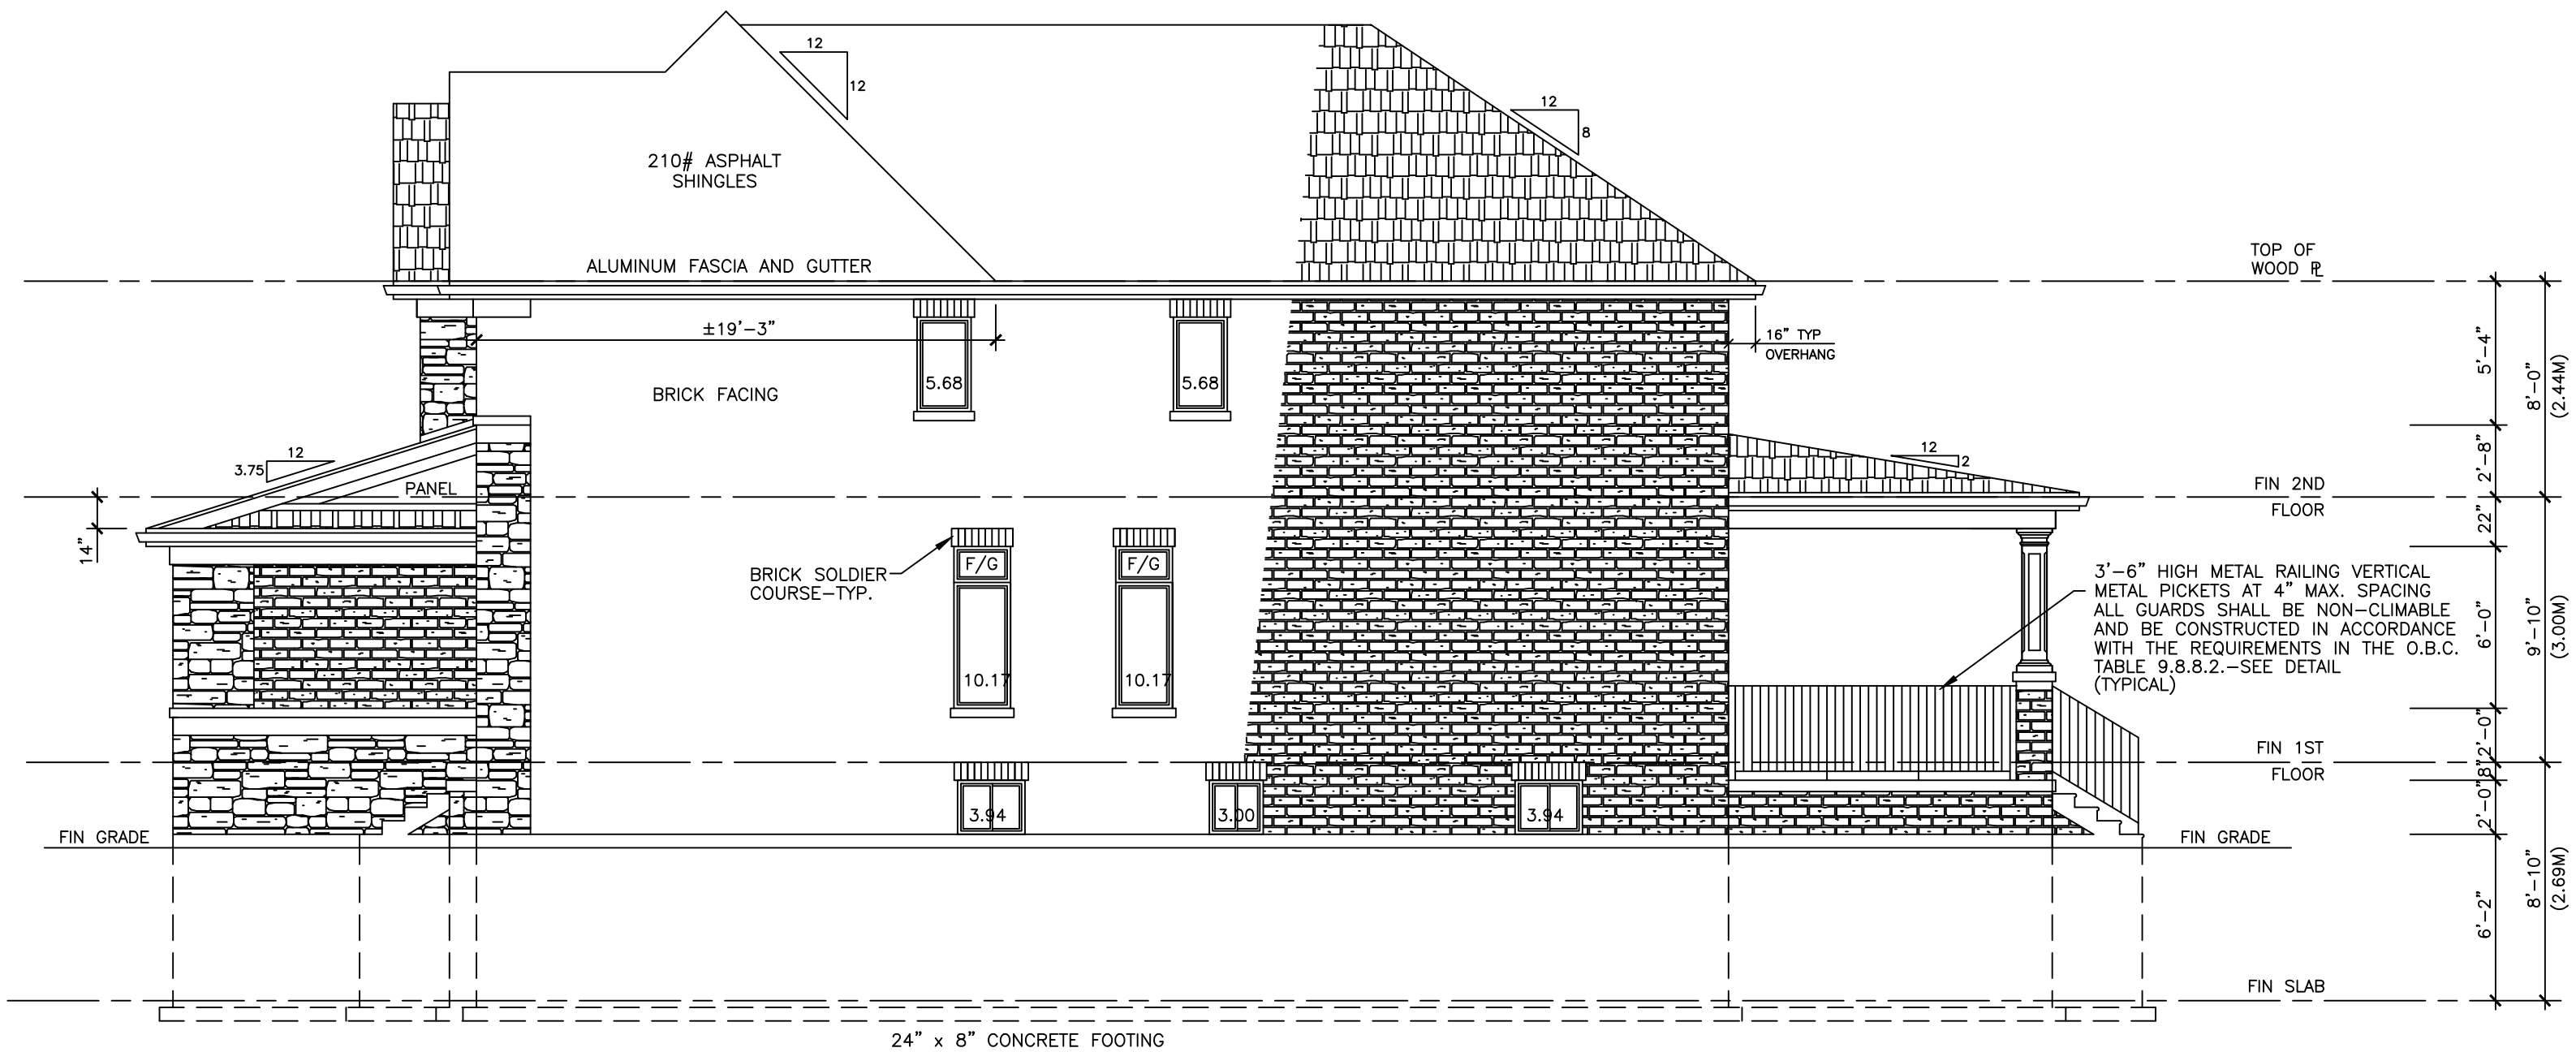 12
12
12
8
210# ASPHALT
SHINGLES
TOP OF
WOOD PL
ALUMINUM FASCIA AND GUTTER
±19'-3"
16" TYP
OVERHANG
5'-4"
8'-0"
(2.44M)
5.68
5.68
BRICK FACING
12
3.75
12
2
2'-8"
PANEL
FIN 2ND
FLOOR
14"
22"
F/G
F/G
BRICK SOLDIER
COURSE-TYP.
3'-6" HIGH METAL RAILING VERTICAL
METAL PICKETS AT 4" MAX. SPACING
ALL GUARDS SHALL BE NON-CLIMABLE
AND BE CONSTRUCTED IN ACCORDANCE
WITH THE REQUIREMENTS IN THE O.B.C.
TABLE 9.8.8.2.-SEE DETAIL
(TYPICAL)
6'-0"
9'-10"
(3.00M)
10.17
10.17
2'-0"
FIN 1ST
FLOOR
8"
3.94
3.00
3.94
2'-0"
FIN GRADE
FIN GRADE
6'-2"
8'-10"
(2.69M)
FIN SLAB
24" x 8" CONCRETE FOOTING